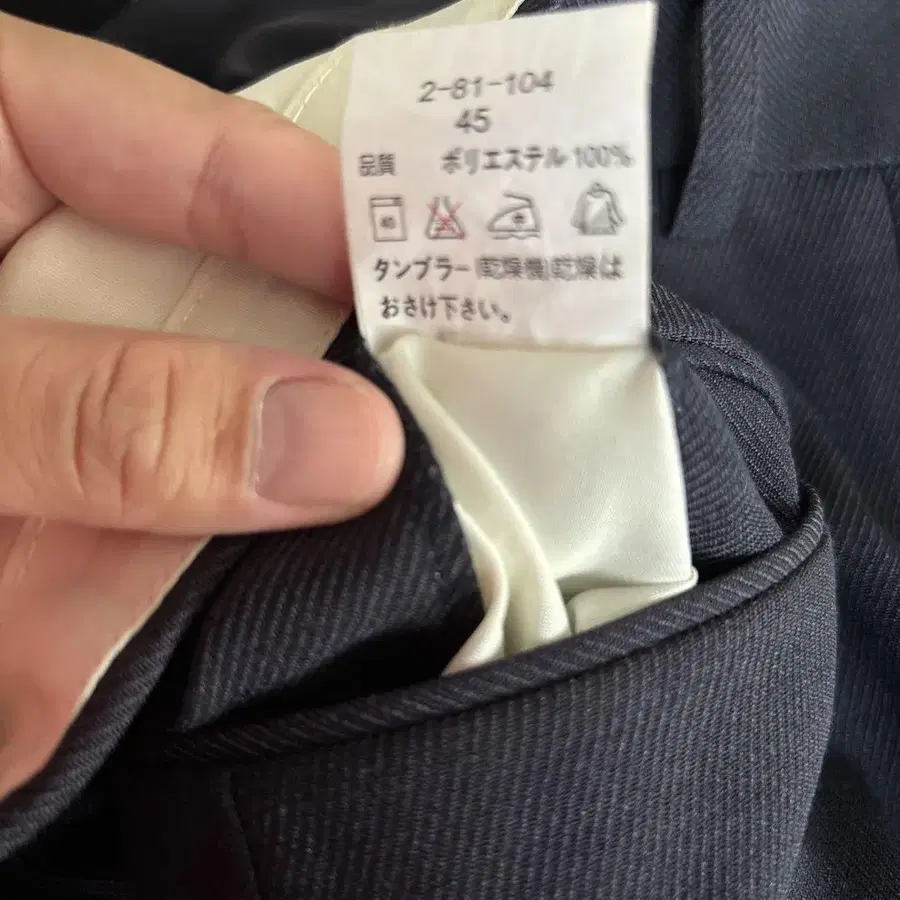 2-81-104
45
品質 ポリエステル 100%
40
タンブラー(乾燥機)乾燥は
おさけ下さい。